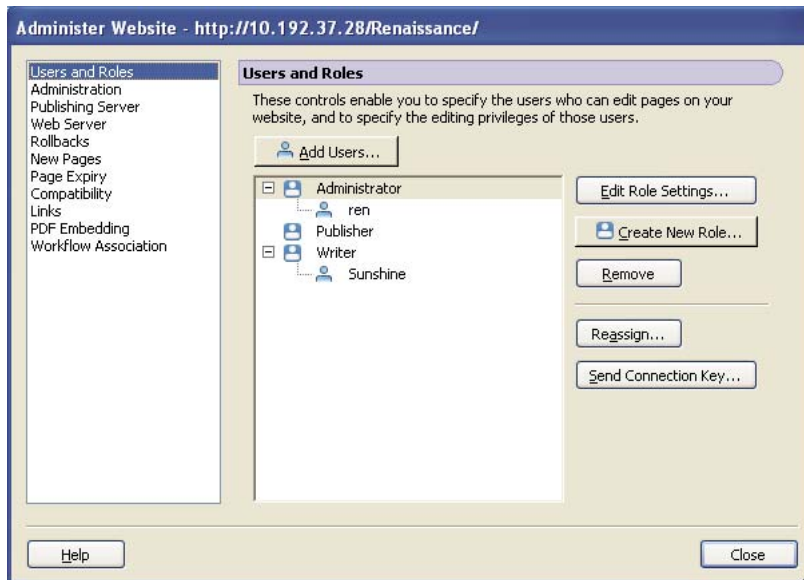 Administer Website - http://10.192.37.28/Renaissance/
Users and Roles
Administration
Publishing Server
Web Server
Rollbacks
New Pages
Page Expiry
Compatibility
Links
PDF Embedding
Workflow Association
Users and Roles
These controls enable you to specify the users who can edit pages on your
website, and to specify the editing privileges of those users.
Add Users...
Administrator
ren
Publisher
Writer
Sunshine
Edit Role Settings...
Create New Role...
Remove
Reassign...
Send Connection Key...
Help
Close